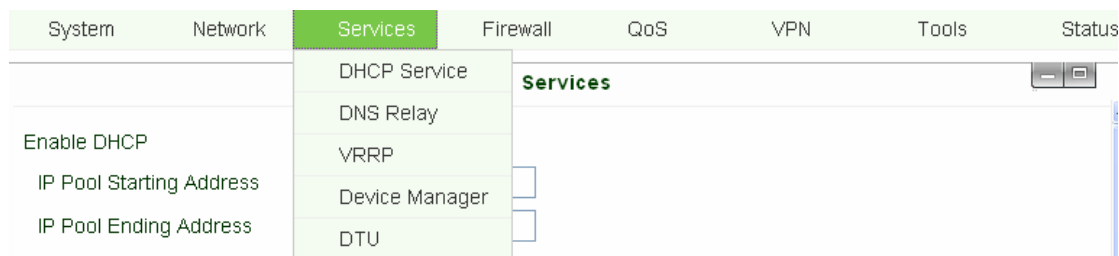 System Network Services Firewall QoS VPN Tools Status
DHCP Service
Services
DNS Relay
Enable DHCP
VRRP
IP Pool Starting Address
Device Manager
IP Pool Ending Address
DTU